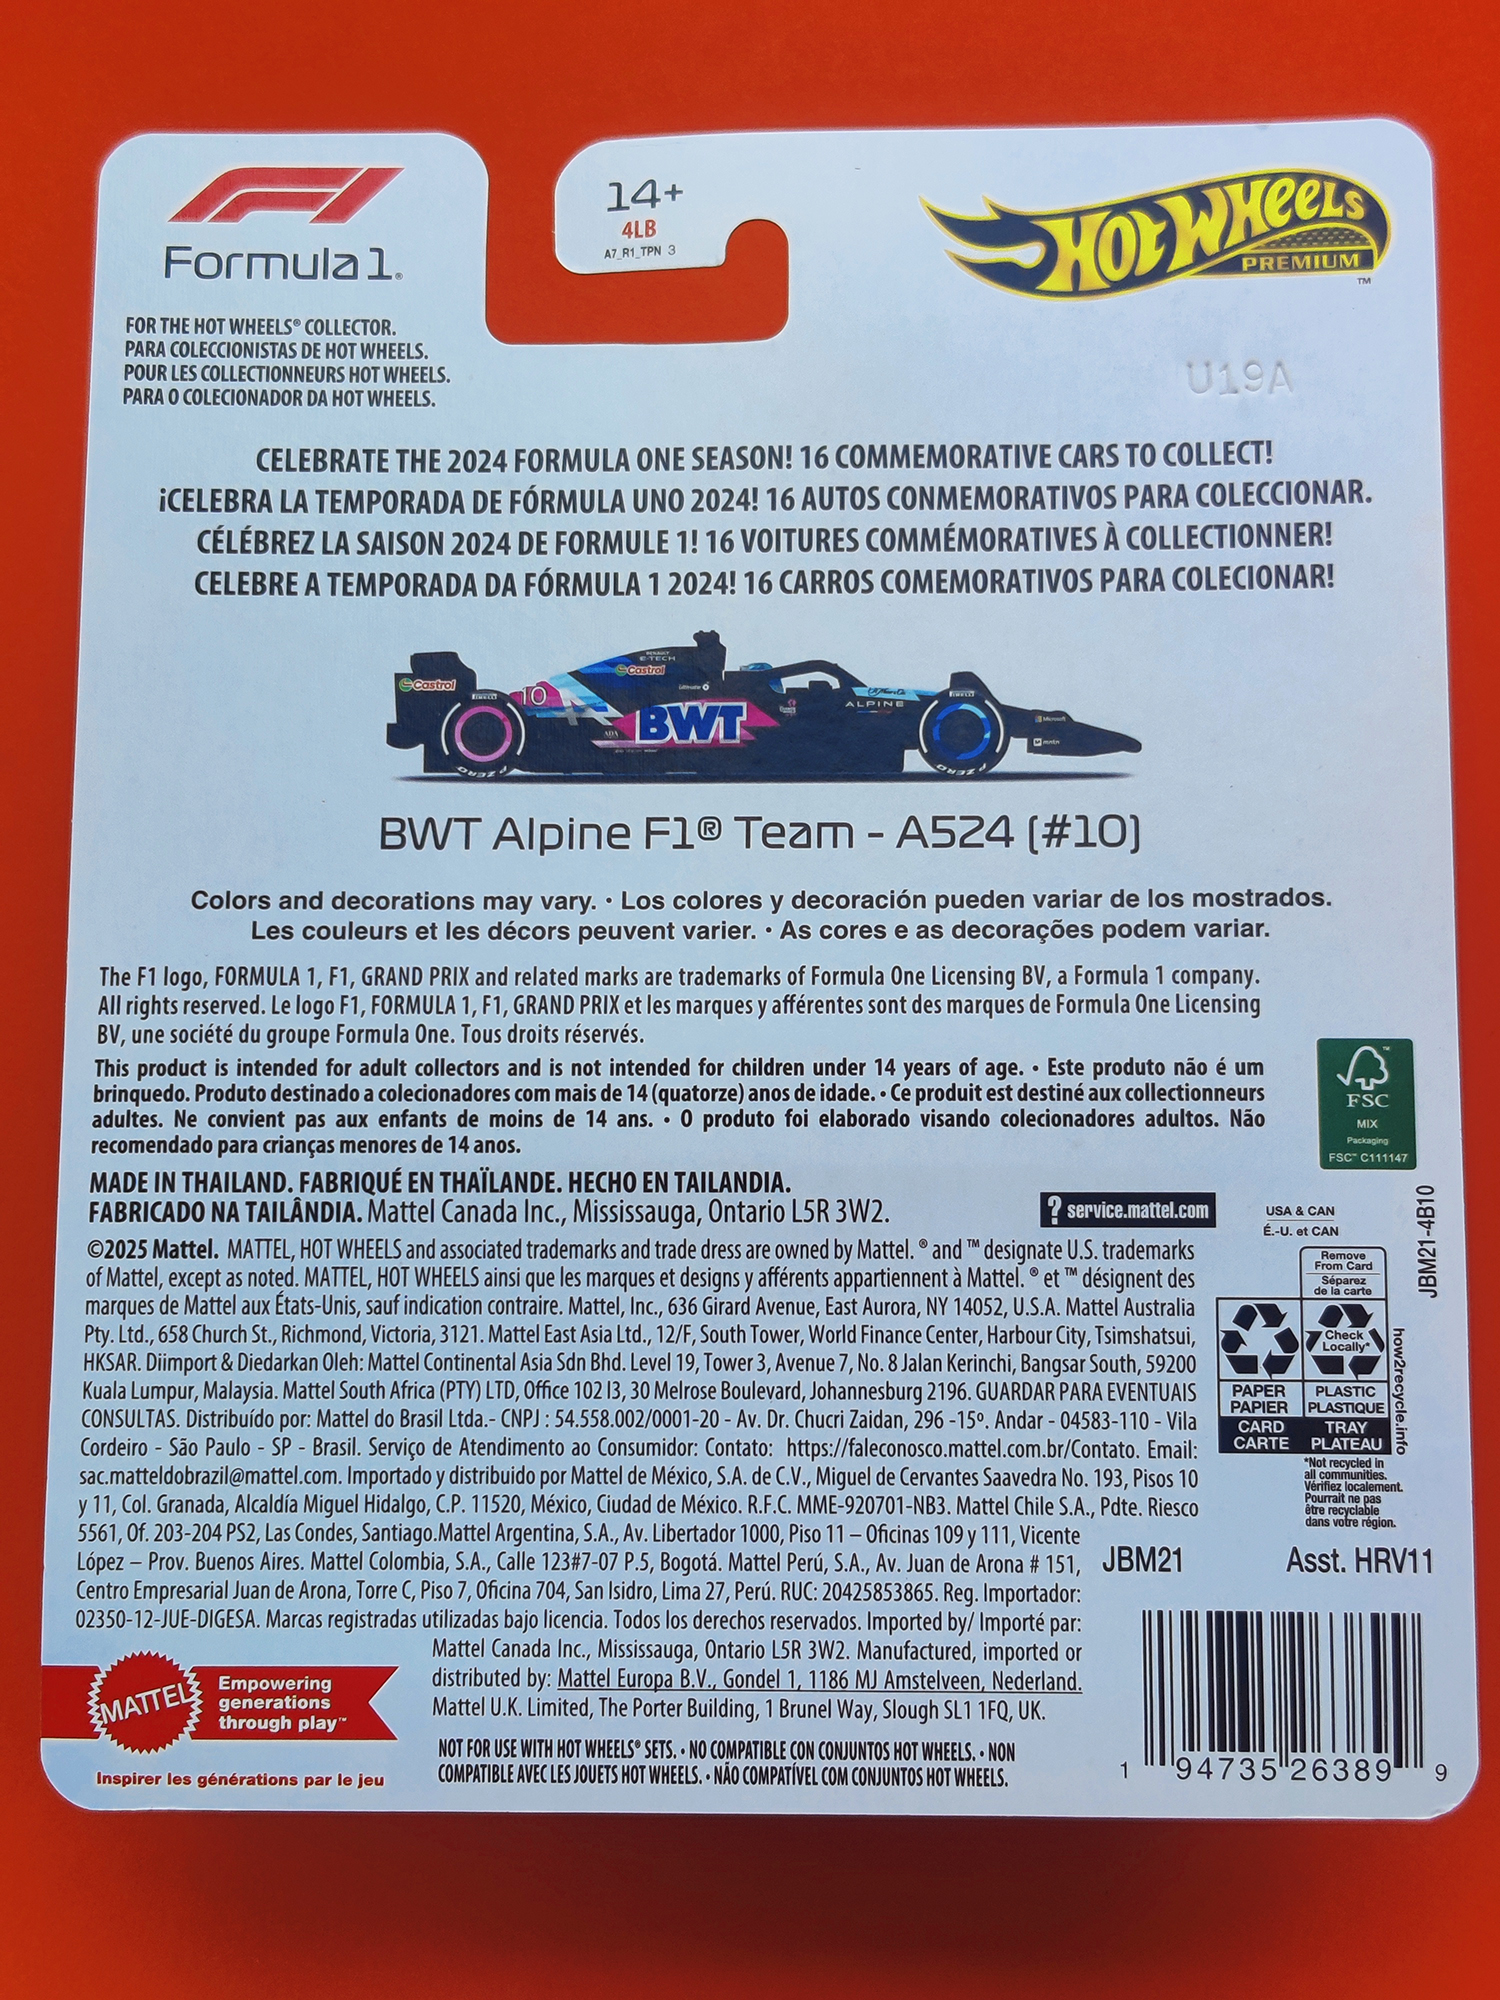 F1
Formula 1®
14+
4LB
A7_R1_TPN 3
HOT WHEELS
PREMIUM
™
FOR THE HOT WHEELS® COLLECTOR.
PARA COLECCIONISTAS DE HOT WHEELS.
POUR LES COLLECTIONNEURS HOT WHEELS.
PARA O COLECIONADOR DA HOT WHEELS.
U19A
CELEBRATE THE 2024 FORMULA ONE SEASON! 16 COMMEMORATIVE CARS TO COLLECT!
¡CELEBRA LA TEMPORADA DE FÓRMULA UNO 2024! 16 AUTOS CONMEMORATIVOS PARA COLECCIONAR.
CÉLÉBREZ LA SAISON 2024 DE FORMULE 1! 16 VOITURES COMMÉMORATIVES À COLLECTIONNER!
CELEBRE A TEMPORADA DA FÓRMULA 1 2024! 16 CARROS COMEMORATIVOS PARA COLECIONAR!
RENAULT
E-TECH
Castrol
Castrol
PIRELLI
10
BWT
ALPINE
PIRELLI
Microsoft
mntn
P ZERO
P ZERO
BWT Alpine F1® Team - A524 (#10)
Colors and decorations may vary. • Los colores y decoración pueden variar de los mostrados.
Les couleurs et les décors peuvent varier. • As cores e as decorações podem variar.
The F1 logo, FORMULA 1, F1, GRAND PRIX and related marks are trademarks of Formula One Licensing BV, a Formula 1 company.
All rights reserved. Le logo F1, FORMULA 1, F1, GRAND PRIX et les marques y afférentes sont des marques de Formula One Licensing
BV, une société du groupe Formula One. Tous droits réservés.
This product is intended for adult collectors and is not intended for children under 14 years of age. • Este produto não é um
brinquedo. Produto destinado a colecionadores com mais de 14 (quatorze) anos de idade. • Ce produit est destiné aux collectionneurs
adultes. Ne convient pas aux enfants de moins de 14 ans. • O produto foi elaborado visando colecionadores adultos. Não
recomendado para crianças menores de 14 anos.
FSC
MIX
Packaging
FSC™ C111147
MADE IN THAILAND. FABRIQUÉ EN THAÏLANDE. HECHO EN TAILANDIA.
FABRICADO NA TAILÂNDIA. Mattel Canada Inc., Mississauga, Ontario L5R 3W2.
? service.mattel.com
©2025 Mattel. MATTEL, HOT WHEELS and associated trademarks and trade dress are owned by Mattel. ® and ™ designate U.S. trademarks
of Mattel, except as noted. MATTEL, HOT WHEELS ainsi que les marques et designs y afférents appartiennent à Mattel. ® et ™ désignent des
marques de Mattel aux États-Unis, sauf indication contraire. Mattel, Inc., 636 Girard Avenue, East Aurora, NY 14052, U.S.A. Mattel Australia
Pty. Ltd., 658 Church St., Richmond, Victoria, 3121. Mattel East Asia Ltd., 12/F, South Tower, World Finance Center, Harbour City, Tsimshatsui,
HKSAR. Diimport & Diedarkan Oleh: Mattel Continental Asia Sdn Bhd. Level 19, Tower 3, Avenue 7, No. 8 Jalan Kerinchi, Bangsar South, 59200
Kuala Lumpur, Malaysia. Mattel South Africa (PTY) LTD, Office 102 I3, 30 Melrose Boulevard, Johannesburg 2196. GUARDAR PARA EVENTUAIS
CONSULTAS. Distribuído por: Mattel do Brasil Ltda.- CNPJ : 54.558.002/0001-20 - Av. Dr. Chucri Zaidan, 296 -15º. Andar - 04583-110 - Vila
Cordeiro - São Paulo - SP - Brasil. Serviço de Atendimento ao Consumidor: Contato: https://faleconosco.mattel.com.br/Contato. Email:
sac.matteldobrazil@mattel.com. Importado y distribuido por Mattel de México, S.A. de C.V., Miguel de Cervantes Saavedra No. 193, Pisos 10
y 11, Col. Granada, Alcaldía Miguel Hidalgo, C.P. 11520, México, Ciudad de México. R.F.C. MME-920701-NB3. Mattel Chile S.A., Pdte. Riesco
5561, Of. 203-204 PS2, Las Condes, Santiago.Mattel Argentina, S.A., Av. Libertador 1000, Piso 11 – Oficinas 109 y 111, Vicente
López – Prov. Buenos Aires. Mattel Colombia, S.A., Calle 123#7-07 P.5, Bogotá. Mattel Perú, S.A., Av. Juan de Arona # 151,
Centro Empresarial Juan de Arona, Torre C, Piso 7, Oficina 704, San Isidro, Lima 27, Perú. RUC: 20425853865. Reg. Importador:
02350-12-JUE-DIGESA. Marcas registradas utilizadas bajo licencia. Todos los derechos reservados. Imported by/ Importé par:
Mattel Canada Inc., Mississauga, Ontario L5R 3W2. Manufactured, imported or
distributed by: Mattel Europa B.V., Gondel 1, 1186 MJ Amstelveen, Nederland.
Mattel U.K. Limited, The Porter Building, 1 Brunel Way, Slough SL1 1FQ, UK.
NOT FOR USE WITH HOT WHEELS® SETS. • NO COMPATIBLE CON CONJUNTOS HOT WHEELS. • NON
COMPATIBLE AVEC LES JOUETS HOT WHEELS. • NÃO COMPATÍVEL COM CONJUNTOS HOT WHEELS.
USA & CAN
É.-U. et CAN
JBM21-4B10
Remove
From Card
Séparez
de la carte
Check
Locally*
PAPER
PAPIER
CARD
CARTE
PLASTIC
PLASTIQUE
TRAY
PLATEAU
how2recycle.info
*Not recycled in
all communities.
Vérifiez localement.
Pourrait ne pas
être recyclable
dans votre région.
JBM21
Asst. HRV11
1 94735 26389 9
MATTEL
Empowering
generations
through play™
Inspirer les générations par le jeu